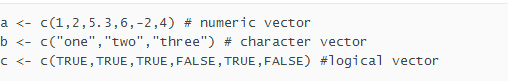 a <- c(1,2,5.3,6,-2,4) # numeric vector
b <- c("one","two","three") # character vector
c <- c(TRUE,TRUE,TRUE,FALSE,TRUE,FALSE) #logical vector